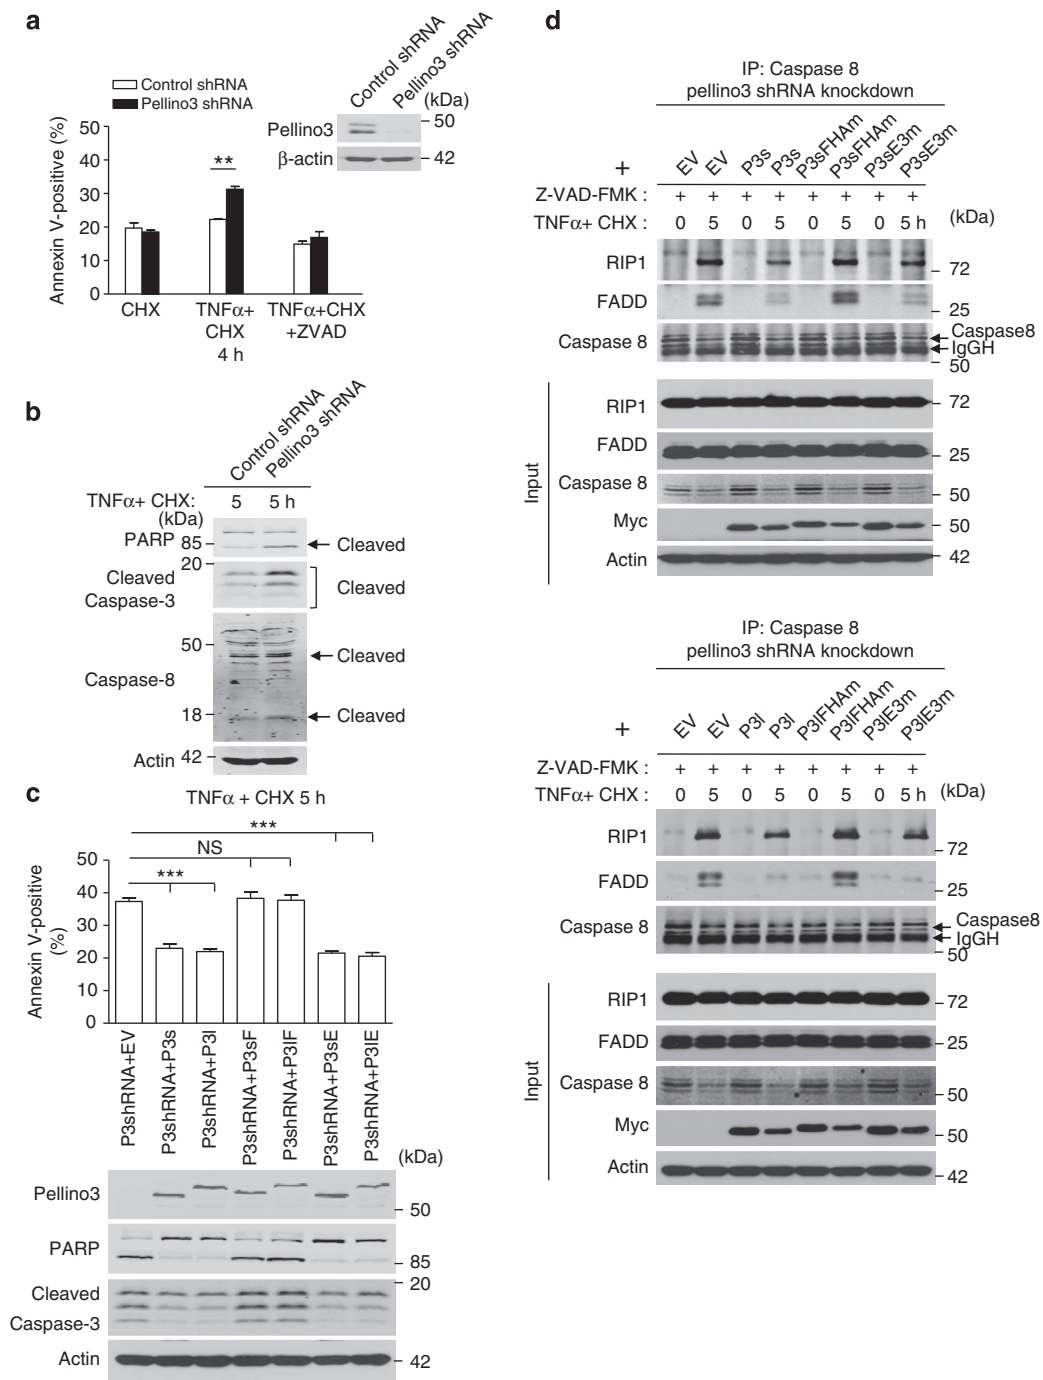 a
Control shRNA
Pellino3 shRNA
Annexin V-positive (%)
50
40
30
20
10
0
**
CHX
TNFα+
CHX
4 h
TNFα+CHX
+ZVAD
Control shRNA
Pellino3 shRNA
(kDa)
Pellino3
50
β-actin
42
b
Control shRNA
Pellino3 shRNA
TNFα+ CHX: 5 5 h
(kDa)
PARP 85 Cleaved
20
Cleaved
Caspase-3
Cleaved
50
Cleaved
Caspase-8
18
Cleaved
Actin 42
c
TNFα + CHX 5 h
***
NS
***
Annexin V-positive
(%)
50
40
30
20
10
0
P3shRNA+EV
P3shRNA+P3s
P3shRNA+P3l
P3shRNA+P3sF
P3shRNA+P3lF
P3shRNA+P3sE
P3shRNA+P3lE
(kDa)
Pellino3
50
PARP
85
20
Cleaved
Caspase-3
Actin
42
d
IP: Caspase 8
pellino3 shRNA knockdown
+ EV EV P3s P3s P3sFHAm P3sFHAm P3sE3m P3sE3m
Z-VAD-FMK : + + + + + + + +
TNFα+ CHX : 0 5 0 5 0 5 0 5 h (kDa)
RIP1
72
FADD
25
Caspase 8
Caspase8
IgGH
50
Input
RIP1 72
FADD
25
Caspase 8
50
Myc
50
Actin 42
IP: Caspase 8
pellino3 shRNA knockdown
+ EV EV P3l P3l P3lFHAm P3lFHAm P3lE3m P3lE3m
Z-VAD-FMK : + + + + + + + +
TNFα+ CHX : 0 5 0 5 0 5 0 5 h (kDa)
RIP1
72
FADD
25
Caspase 8
Caspase8
IgGH
50
Input
RIP1 72
FADD 25
Caspase 8
50
Myc
50
Actin
42